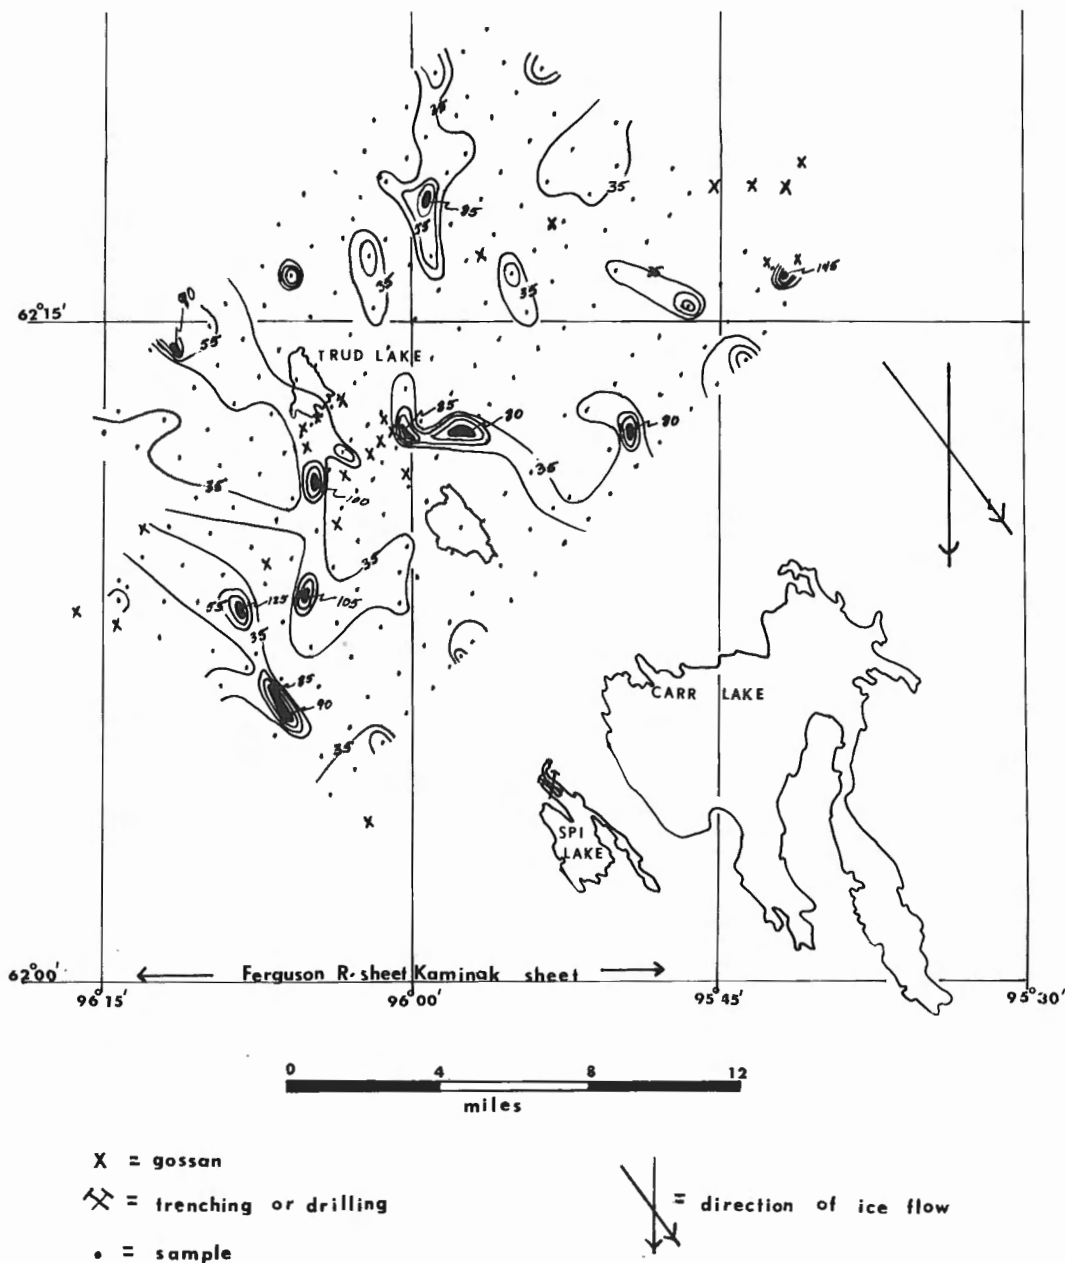 35
85
55
35
35
35
35
145
62°15'
90
55
TRUD LAKE
85
80
80
35
35
100
35
55
125
105
35
85
90
35
CARR LAKE
SPI
LAKE
62°00'
Ferguson R. sheet Kaminak sheet
96°15'
96°00'
95°45'
95°30'
0 4 8 12
miles
X = gossan
= trenching or drilling
• = sample
= direction of ice flow